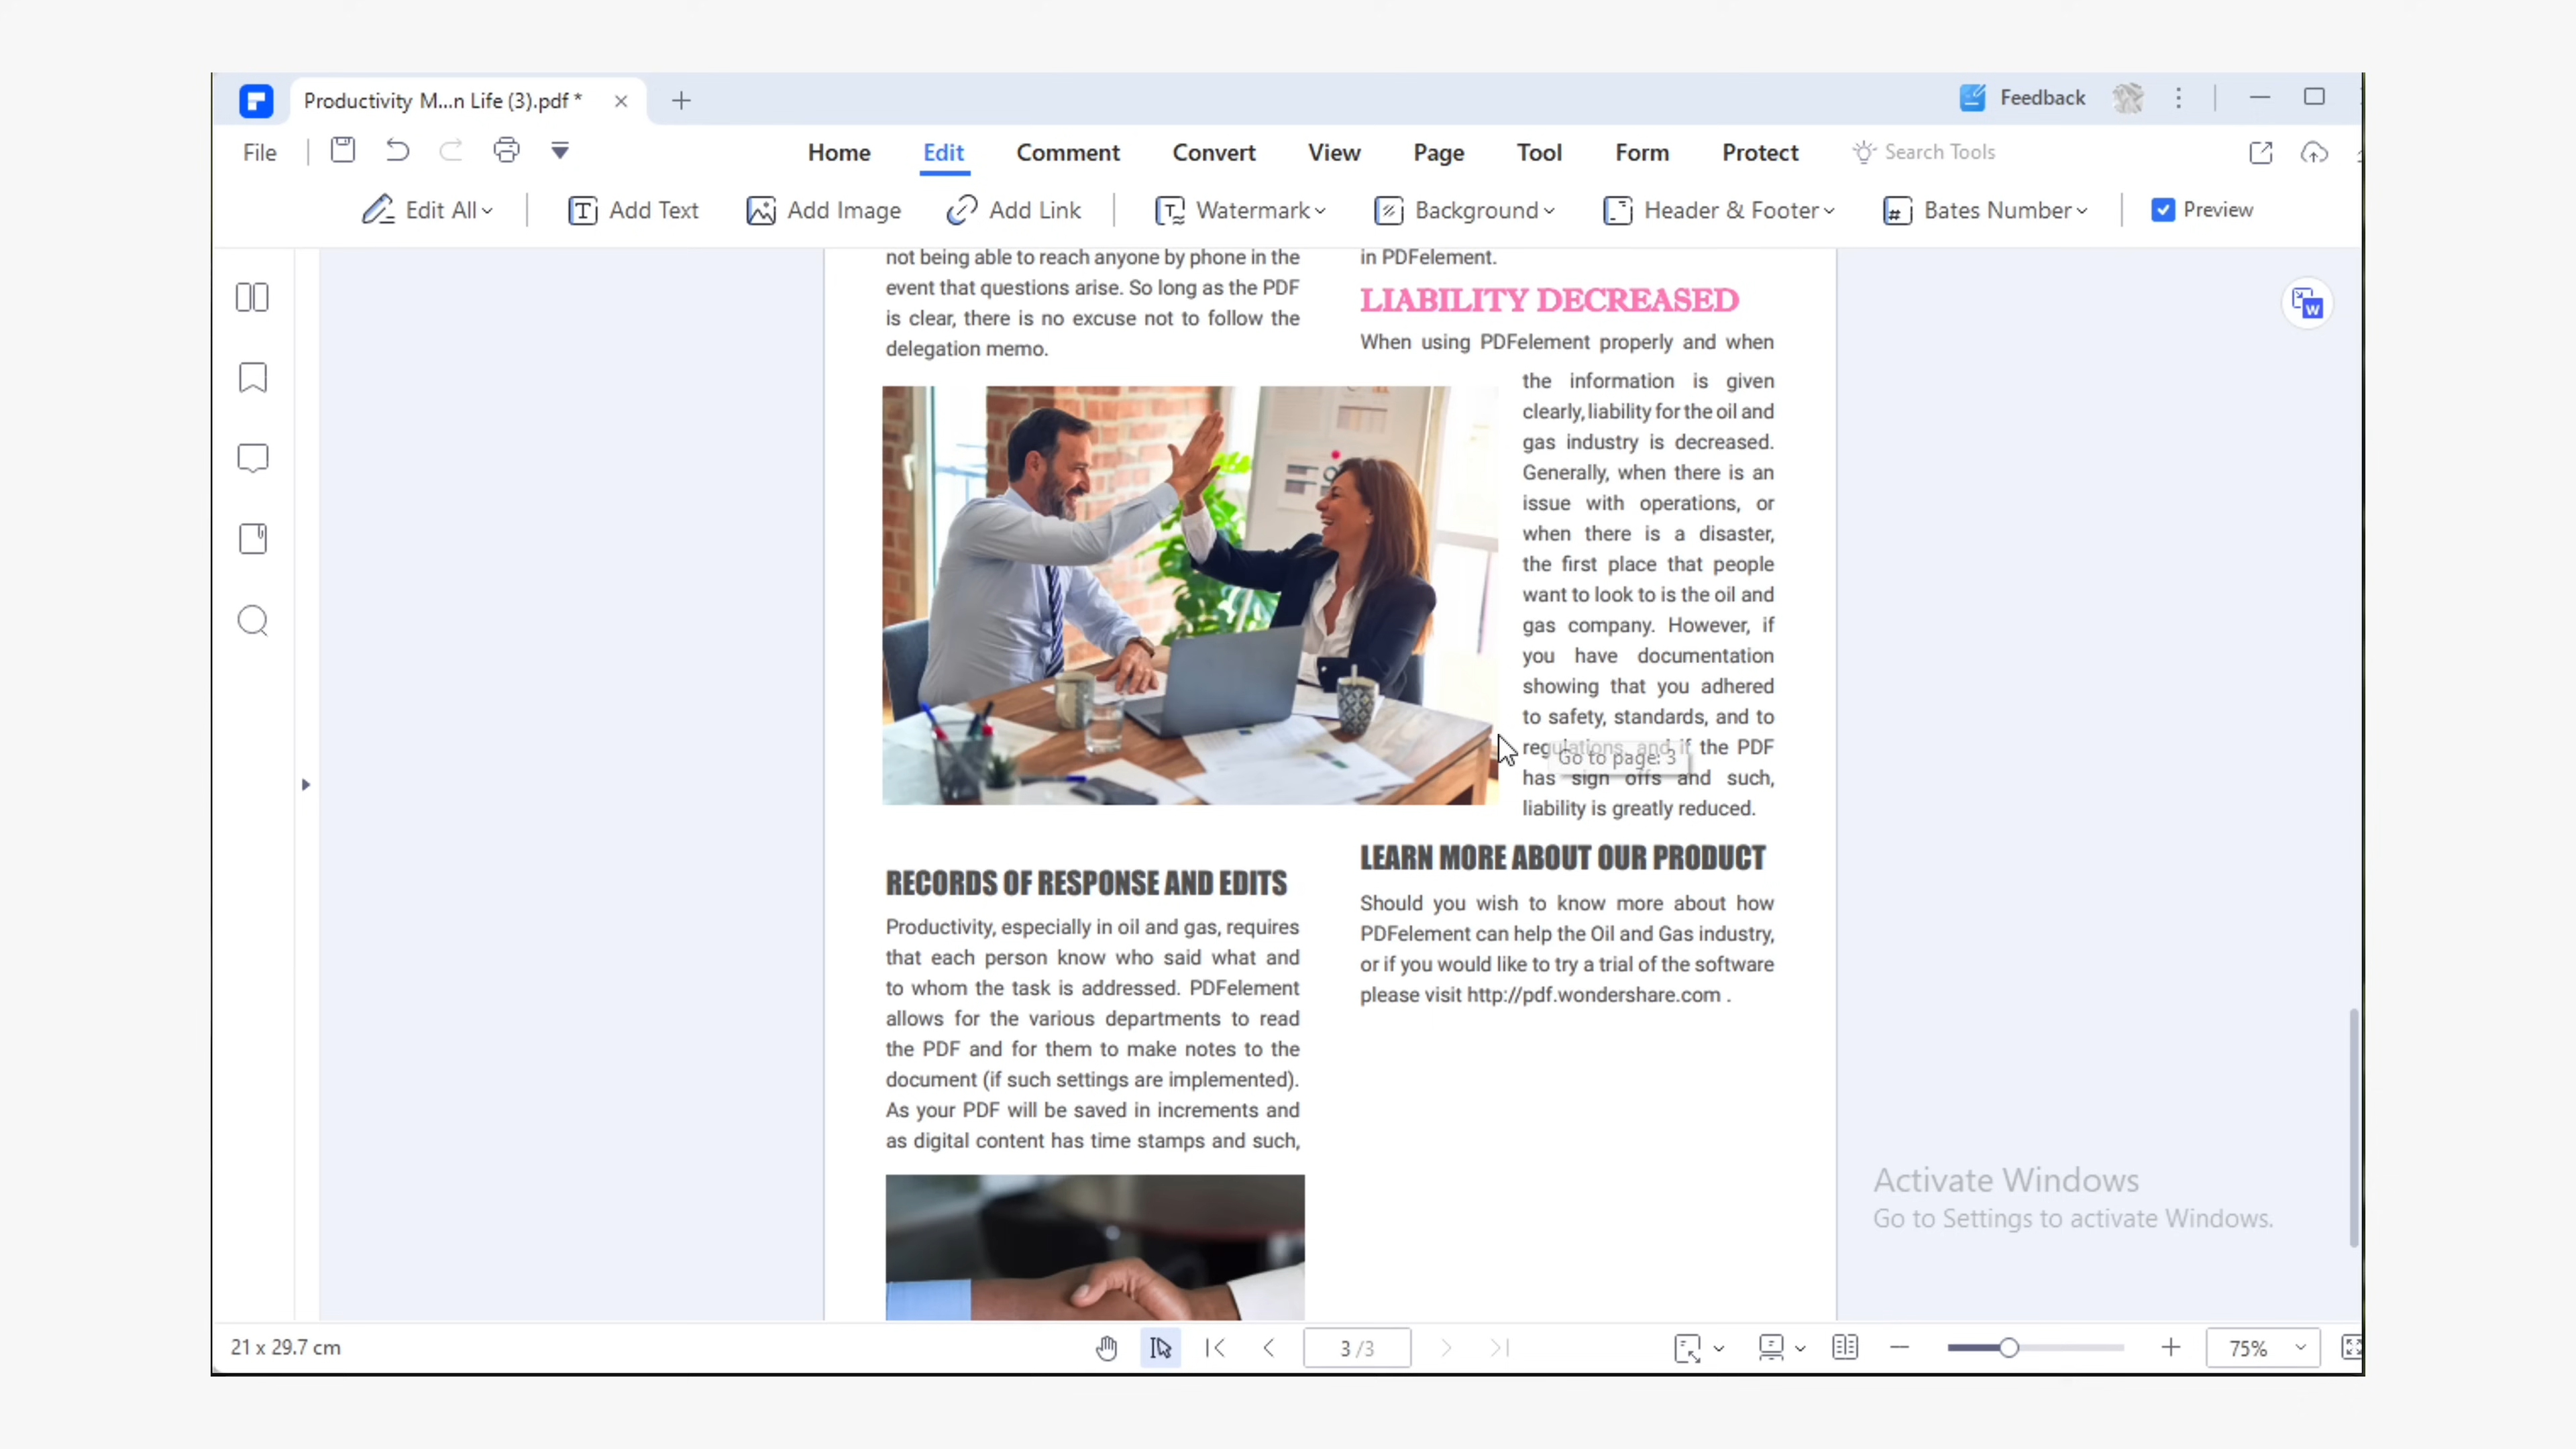 Productivity M...n Life (3).pdf *
Feedback
File
Home
Edit
Comment
Convert
View
Page
Tool
Form
Protect
Search Tools
Edit All
Add Text
Add Image
Add Link
Watermark
Background
Header & Footer
Bates Number
Preview
not being able to reach anyone by phone in the
event that questions arise. So long as the PDF
is clear, there is no excuse not to follow the
delegation memo.
RECORDS OF RESPONSE AND EDITS
Productivity, especially in oil and gas, requires
that each person know who said what and
to whom the task is addressed. PDFelement
allows for the various departments to read
the PDF and for them to make notes to the
document (if such settings are implemented).
As your PDF will be saved in increments and
as digital content has time stamps and such,
in PDFelement.
LIABILITY DECREASED
When using PDFelement properly and when
the information is given
clearly, liability for the oil and
gas industry is decreased.
Generally, when there is an
issue with operations, or
when there is a disaster,
the first place that people
want to look to is the oil and
gas company. However, if
you have documentation
showing that you adhered
to safety, standards, and to
regulations, and if the PDF
has sign offs and such,
liability is greatly reduced.
Go to page: 3
LEARN MORE ABOUT OUR PRODUCT
Should you wish to know more about how
PDFelement can help the Oil and Gas industry,
or if you would like to try a trial of the software
please visit http://pdf.wondershare.com .
Activate Windows
Go to Settings to activate Windows.
21 x 29.7 cm
3 /3
75%